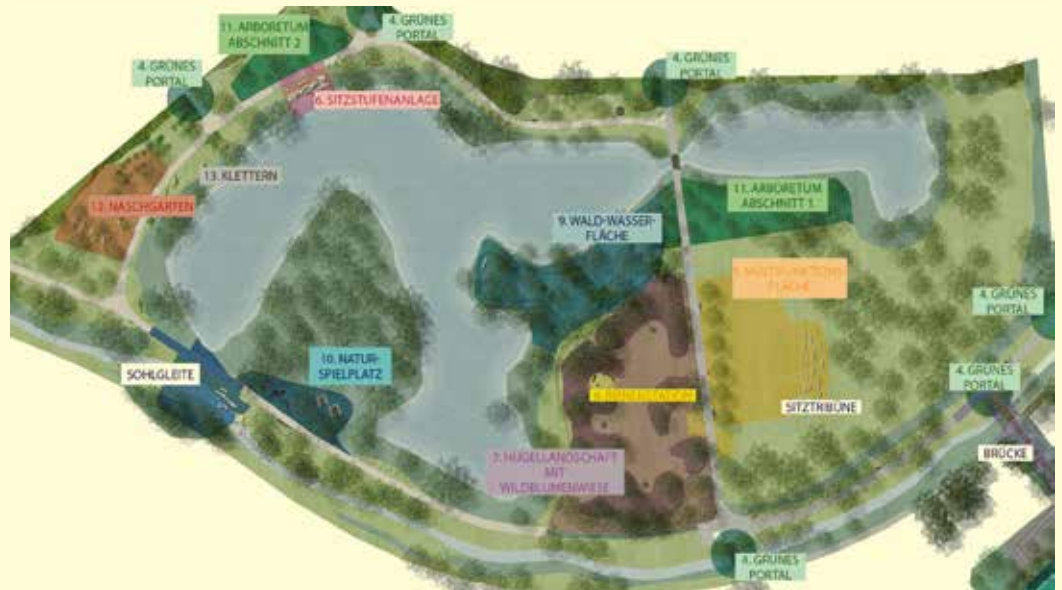 11. ARBORETUM
ABSCHNITT 2
4. GRÜNES
PORTAL
4. GRÜNES
PORTAL
4. GRÜNES
PORTAL
6. SITZSTUFENANLAGE
13. KLETTERN
12. NASCHGARTEN
11. ARBORETUM
ABSCHNITT 1
9. WALD-WASSER-
FLÄCHE
MULTIFUNKTIONS-
FLÄCHE
4. GRÜNES
PORTAL
SOHLGLEITE
10. NATUR-
SPIELPLATZ
4. GRÜNES
PORTAL
SITZTRIBÜNE
BRÜCKE
HÜGELLANDSCHAFT
MIT
WILDBLUMENWIESE
4. GRÜNES
PORTAL